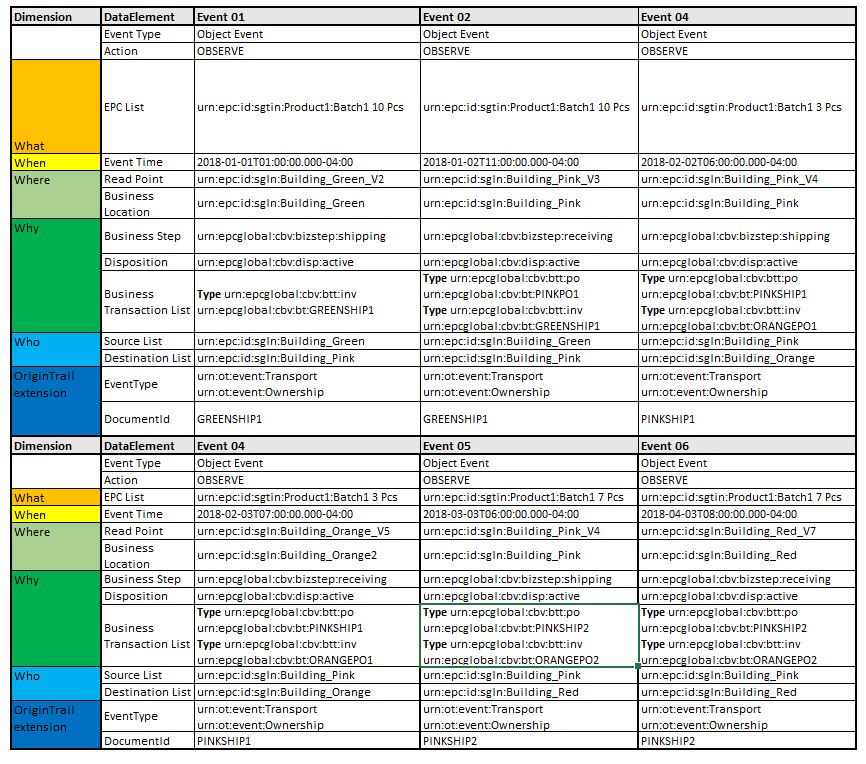 Dimension DataElement Event 01 Event 02 Event 04
Event Type Object Event Object Event Object Event
Action OBSERVE OBSERVE OBSERVE
What EPC List urn:epc:id:sgtin:Product1:Batch1 10 Pcs urn:epc:id:sgtin:Product1:Batch1 10 Pcs urn:epc:id:sgtin:Product1:Batch1 3 Pcs
When Event Time 2018-01-01T01:00:00.000-04:00 2018-01-02T11:00:00.000-04:00 2018-02-02T06:00:00.000-04:00
Where Read Point urn:epc:id:sgln:Building_Green_V2 urn:epc:id:sgln:Building_Pink_V3 urn:epc:id:sgln:Building_Pink_V4
Business
Location urn:epc:id:sgln:Building_Green urn:epc:id:sgln:Building_Pink urn:epc:id:sgln:Building_Pink
Why Business Step urn:epcglobal:cbv:bizstep:shipping urn:epcglobal:cbv:bizstep:receiving urn:epcglobal:cbv:bizstep:shipping
Disposition urn:epcglobal:cbv:disp:active urn:epcglobal:cbv:disp:active urn:epcglobal:cbv:disp:active
Type urn:epcglobal:cbv:btt:po Type urn:epcglobal:cbv:btt:po
Business Type urn:epcglobal:cbv:btt:inv urn:epcglobal:cbv:bt:PINKPO1 urn:epcglobal:cbv:bt:PINKSHIP1
Transaction List urn:epcglobal:cbv:bt:GREENSHIP1 Type urn:epcglobal:cbv:btt:inv Type urn:epcglobal:cbv:btt:inv
urn:epcglobal:cbv:bt:GREENSHIP1 urn:epcglobal:cbv:bt:ORANGEPO1
Who Source List urn:epc:id:sgln:Building_Green urn:epc:id:sgln:Building_Green urn:epc:id:sgln:Building_Pink
Destination List urn:epc:id:sgln:Building_Pink urn:epc:id:sgln:Building_Pink urn:epc:id:sgln:Building_Orange
OriginTrail EventType urn:ot:event:Transport urn:ot:event:Transport urn:ot:event:Transport
extension urn:ot:event:Ownership urn:ot:event:Ownership urn:ot:event:Ownership
DocumentId GREENSHIP1 GREENSHIP1 PINKSHIP1
Dimension DataElement Event 04 Event 05 Event 06
Event Type Object Event Object Event Object Event
Action OBSERVE OBSERVE OBSERVE
What EPC List urn:epc:id:sgtin:Product1:Batch1 3 Pcs urn:epc:id:sgtin:Product1:Batch1 7 Pcs urn:epc:id:sgtin:Product1:Batch1 7 Pcs
When Event Time 2018-02-03T07:00:00.000-04:00 2018-03-03T06:00:00.000-04:00 2018-04-03T08:00:00.000-04:00
Where Read Point urn:epc:id:sgln:Building_Orange_V5 urn:epc:id:sgln:Building_Pink_V4 urn:epc:id:sgln:Building_Red_V7
Business
Location urn:epc:id:sgln:Building_Orange2 urn:epc:id:sgln:Building_Pink urn:epc:id:sgln:Building_Red
Why Business Step urn:epcglobal:cbv:bizstep:receiving urn:epcglobal:cbv:bizstep:shipping urn:epcglobal:cbv:bizstep:receiving
Disposition urn:epcglobal:cbv:disp:active urn:epcglobal:cbv:disp:active urn:epcglobal:cbv:disp:active
Type urn:epcglobal:cbv:btt:po Type urn:epcglobal:cbv:btt:po Type urn:epcglobal:cbv:btt:po
Business urn:epcglobal:cbv:bt:PINKSHIP1 urn:epcglobal:cbv:bt:PINKSHIP2 urn:epcglobal:cbv:bt:PINKSHIP2
Transaction List Type urn:epcglobal:cbv:btt:inv Type urn:epcglobal:cbv:btt:inv Type urn:epcglobal:cbv:btt:inv
urn:epcglobal:cbv:bt:ORANGEPO1 urn:epcglobal:cbv:bt:ORANGEPO2 urn:epcglobal:cbv:bt:ORANGEPO2
Who Source List urn:epc:id:sgln:Building_Pink urn:epc:id:sgln:Building_Pink urn:epc:id:sgln:Building_Pink
Destination List urn:epc:id:sgln:Building_Orange urn:epc:id:sgln:Building_Red urn:epc:id:sgln:Building_Red
OriginTrail EventType urn:ot:event:Transport urn:ot:event:Transport urn:ot:event:Transport
extension urn:ot:event:Ownership urn:ot:event:Ownership urn:ot:event:Ownership
DocumentId PINKSHIP1 PINKSHIP2 PINKSHIP2